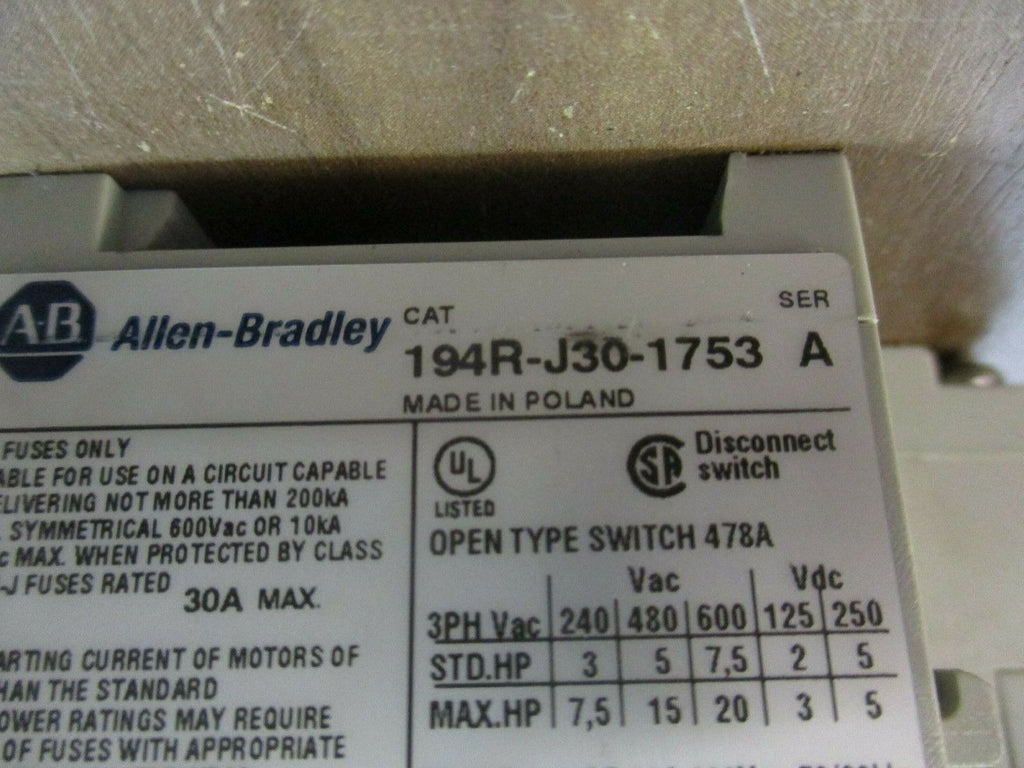 A-B Allen-Bradley CAT SER
194R-J30-1753 A
MADE IN POLAND
FUSES ONLY
ABLE FOR USE ON A CIRCUIT CAPABLE
ELIVERING NOT MORE THAN 200kA
SYMMETRICAL 600Vac OR 10kA
c MAX. WHEN PROTECTED BY CLASS
-J FUSES RATED 30A MAX.
ARTING CURRENT OF MOTORS OF
HAN THE STANDARD
OWER RATINGS MAY REQUIRE
OF FUSES WITH APPROPRIATE
UL LISTED
SA Disconnect switch
OPEN TYPE SWITCH 478A
Vac Vdc
3PH Vac 240 480 600 125 250
STD.HP 3 5 7,5 2 5
MAX.HP 7,5 15 20 3 5